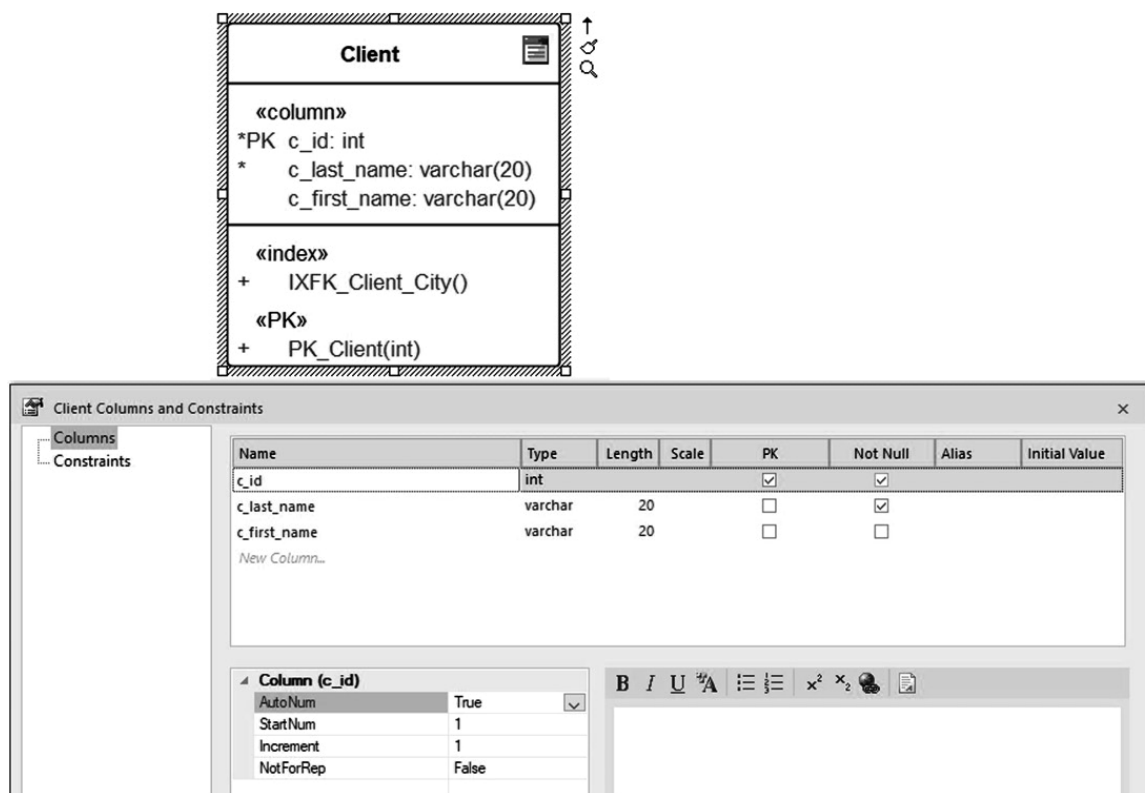 Client
«column»
*PK c_id: int
* c_last_name: varchar(20)
c_first_name: varchar(20)
«index»
+ IXFK_Client_City()
«PK»
+ PK_Client(int)
Client Columns and Constraints
Columns
Constraints
Name Type Length Scale PK Not Null Alias Initial Value
c_id int
c_last_name varchar 20
c_first_name varchar 20
New Column...
Column (c_id)
AutoNum True
StartNum 1
Increment 1
NotForRep False
B I U A x² x₂